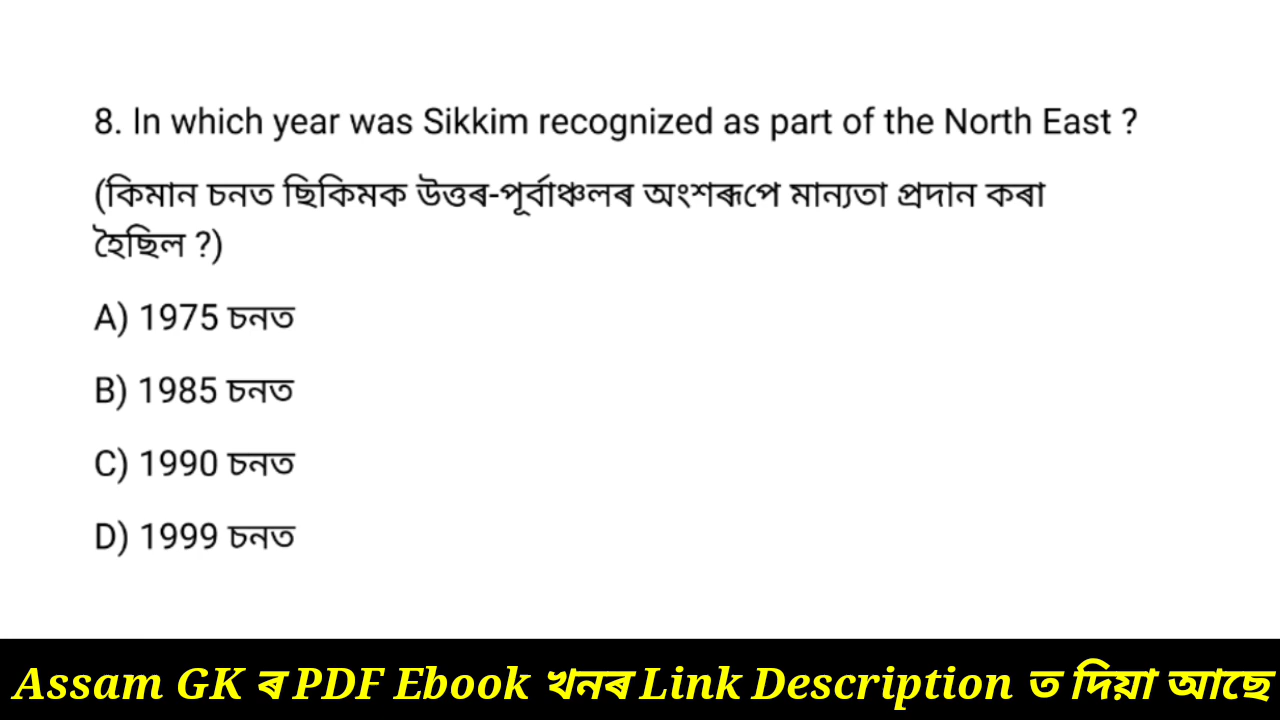 8. In which year was Sikkim recognized as part of the North East ?
(কিমান চনত ছিকিমক উত্তৰ-পূৰ্বাঞ্চলৰ অংশৰূপে মান্যতা প্ৰদান কৰা
হৈছিল ?)
A) 1975 চনত
B) 1985 চনত
C) 1990 চনত
D) 1999 চনত
Assam GK ৰ PDF Ebook খনৰ Link Description ত দিয়া আছে